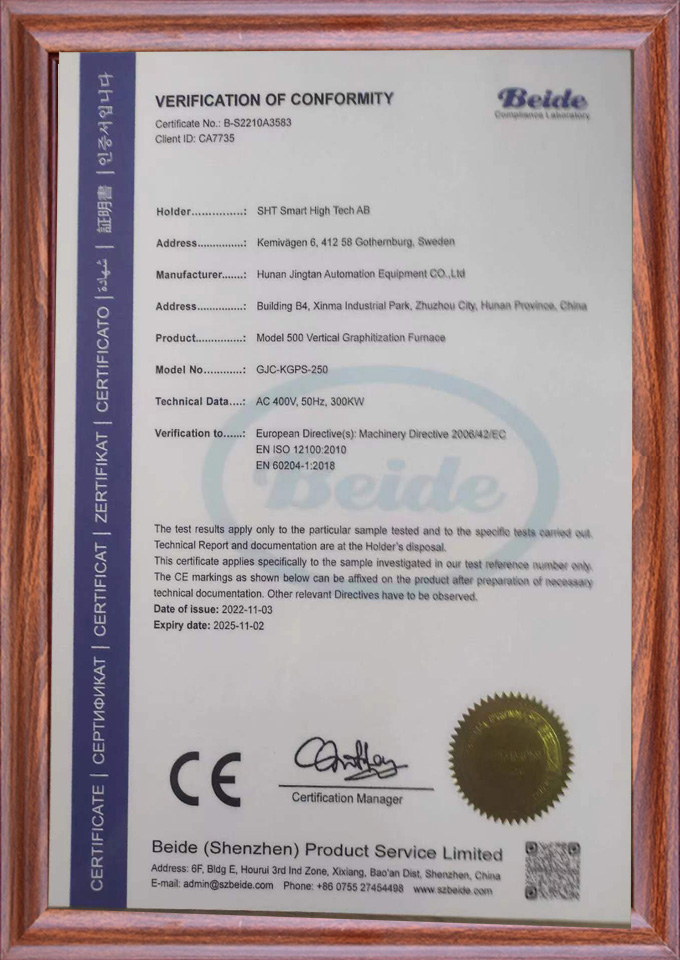 VERIFICATION OF CONFORMITY
Beide
Compliance Laboratory
Certificate No.: B-S2210A3583
Client ID: CA7735
Holder...............: SHT Smart High Tech AB
Address..............: Kemivägen 6, 412 58 Gothernburg, Sweden
Manufacturer.......: Hunan Jingtan Automation Equipment CO.,Ltd
Address..............: Building B4, Xinma Industrial Park, Zhuzhou City, Hunan Province, China
Product..............: Model 500 Vertical Graphitization Furnace
Model No............: GJC-KGPS-250
Technical Data....: AC 400V, 50Hz, 300KW
Verification to......: European Directive(s): Machinery Directive 2006/42/EC
EN ISO 12100:2010
EN 60204-1:2018
Beide
The test results apply only to the particular sample tested and to the specific tests carried out.
Technical Report and documentation are at the Holder's disposal.
This certificate applies specifically to the sample investigated in our test reference number only.
The CE markings as shown below can be affixed on the product after preparation of necessary
technical documentation. Other relevant Directives have to be observed.
Date of issue: 2022-11-03
Expiry date: 2025-11-02
CE
Certification Manager
Beide (Shenzhen) Product Service Limited
Address: 6F, Bldg E, Hourui 3rd Ind Zone, Xixiang, Bao'an Dist, Shenzhen, China
E-mail: admin@szbeide.com Phone: +86 0755 27454498 www.szbeide.com
CERTIFICATE | СЕРТИФИКАТ | CERTIFICAT | ZERTIFIKAT | CERTIFICATO | شهادة | 証明書 | 인증서입니다